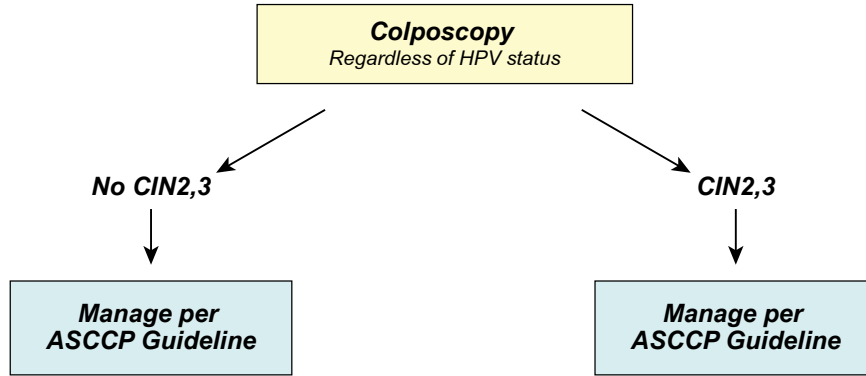 Colposcopy
Regardless of HPV status
No CIN2,3
CIN2,3
Manage per
ASCCP Guideline
Manage per
ASCCP Guideline